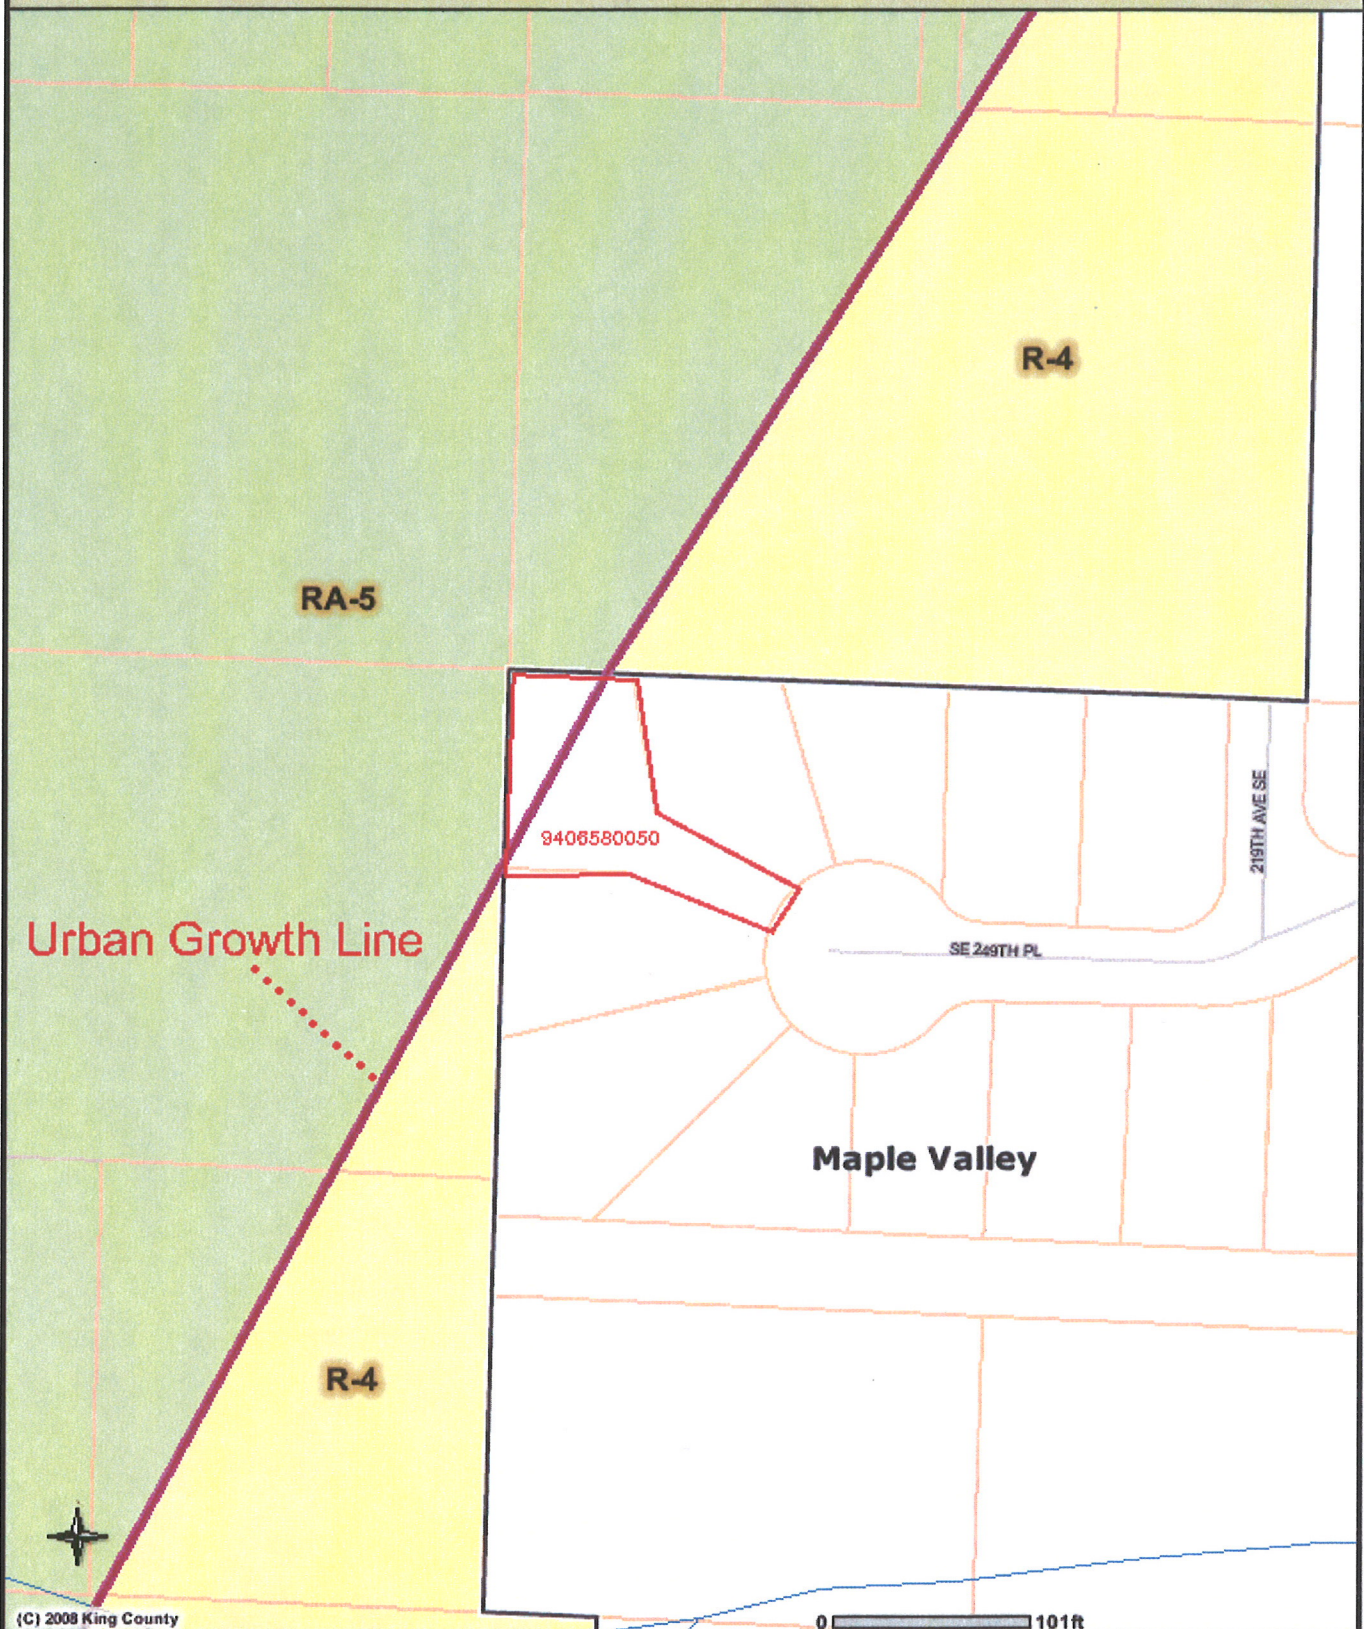 R-4
RA-5
9406580050
219TH AVE SE
Urban Growth Line
SE 249TH PL
Maple Valley
R-4
(C) 2008 King County
0 101ft